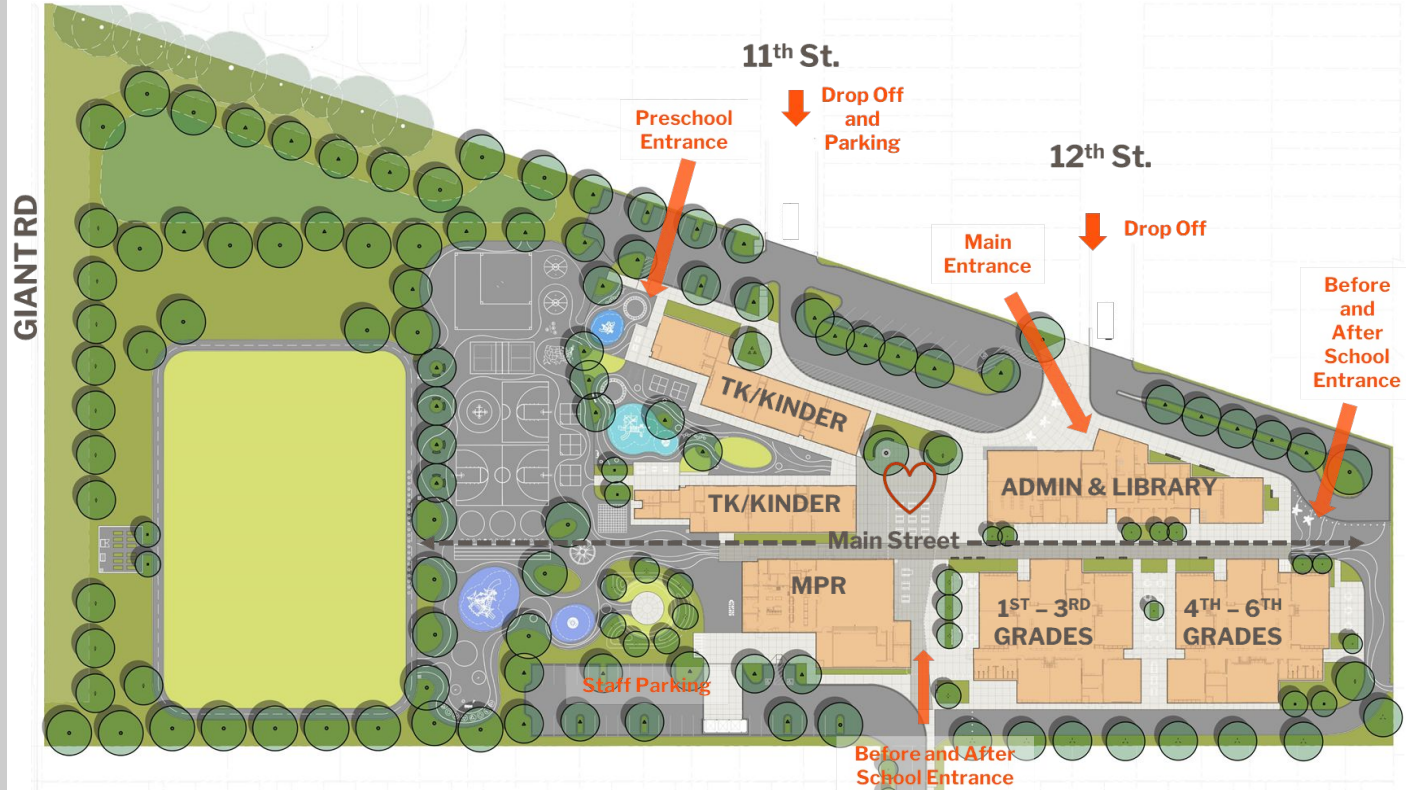 11th St.
Drop Off
and
Parking
Preschool
Entrance
12th St.
Drop Off
Main
Entrance
Before
and
After
School
Entrance
GIANT RD
TK/KINDER
ADMIN & LIBRARY
TK/KINDER
Main Street
MPR
1ST – 3RD
GRADES
4TH – 6TH
GRADES
Staff Parking
Before and After
School Entrance